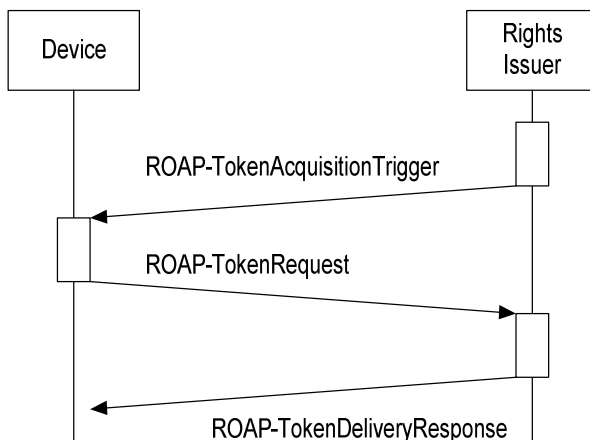 Device
Rights
Issuer
ROAP-TokenAcquisitionTrigger
ROAP-TokenRequest
ROAP-TokenDeliveryResponse